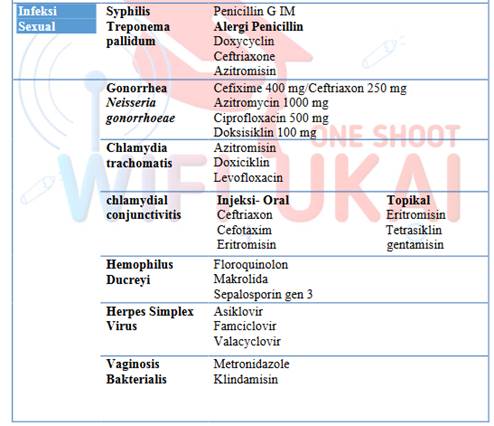 Infeksi Sexual
Syphilis
Treponema pallidum
Penicillin G IM
Alergi Penicillin
Doxycyclin
Ceftriaxone
Azitromisin
Gonorrhea
Neisseria gonorrhoeae
Cefixime 400 mg/Ceftriaxon 250 mg
Azitromycin 1000 mg
Ciprofloxacin 500 mg
Doksisiklin 100 mg
Chlamydia trachomatis
Azitromisin
Doxiciklin
Levofloxacin
chlamydial conjunctivitis
Injeksi- Oral
Ceftriaxon
Cefotaxim
Eritromisin
Topikal
Eritromisin
Tetrasiklin
gentamisin
Hemophilus Ducreyi
Floroquinolon
Makrolida
Sepalosporin gen 3
Herpes Simplex Virus
Asiklovir
Famciclovir
Valacyclovir
Vaginosis Bakterialis
Metronidazole
Klindamisin
ONE SHOOT
WIFI UKAI